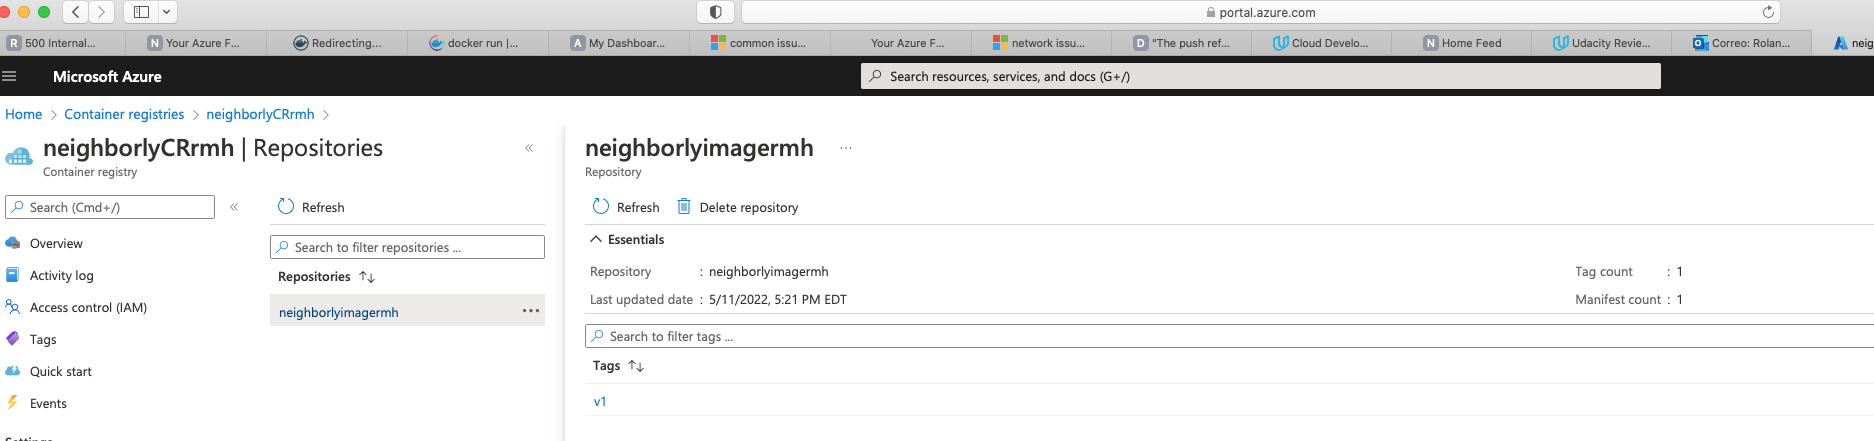 portal.azure.com
R 500 Internal... N Your Azure F... Redirecting... docker run |... A My Dashboar... common issu... Your Azure F... network issu... D "The push ref... Cloud Develo... N Home Feed Udacity Revie... Correo: Rolan... neig
Microsoft Azure
Search resources, services, and docs (G+/)
Home > Container registries > neighborlyCRrmh >
neighborlyCRrmh | Repositories
«
Container registry
Search (Cmd+/)
«
Overview
Activity log
Access control (IAM)
Tags
Quick start
Events
Refresh
Search to filter repositories ...
Repositories ↑↓
neighborlyimagermh ...
neighborlyimagermh ...
Repository
Refresh Delete repository
Essentials
Repository : neighborlyimagermh
Last updated date : 5/11/2022, 5:21 PM EDT
Tag count : 1
Manifest count : 1
Search to filter tags ...
Tags ↑↓
v1